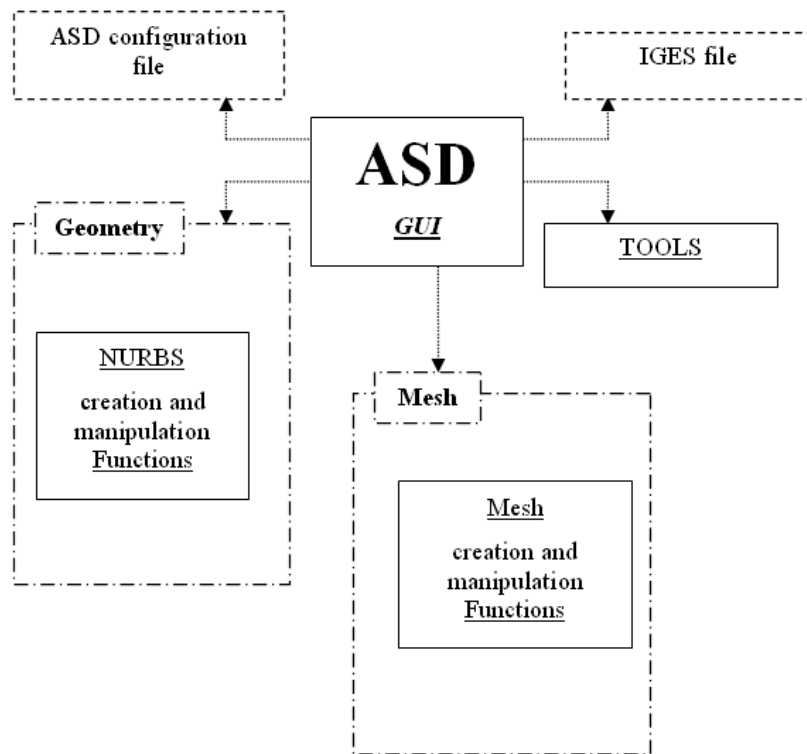 ASD configuration
file
IGES file
ASD
GUI
Geometry
TOOLS
NURBS
creation and
manipulation
Functions
Mesh
Mesh
creation and
manipulation
Functions